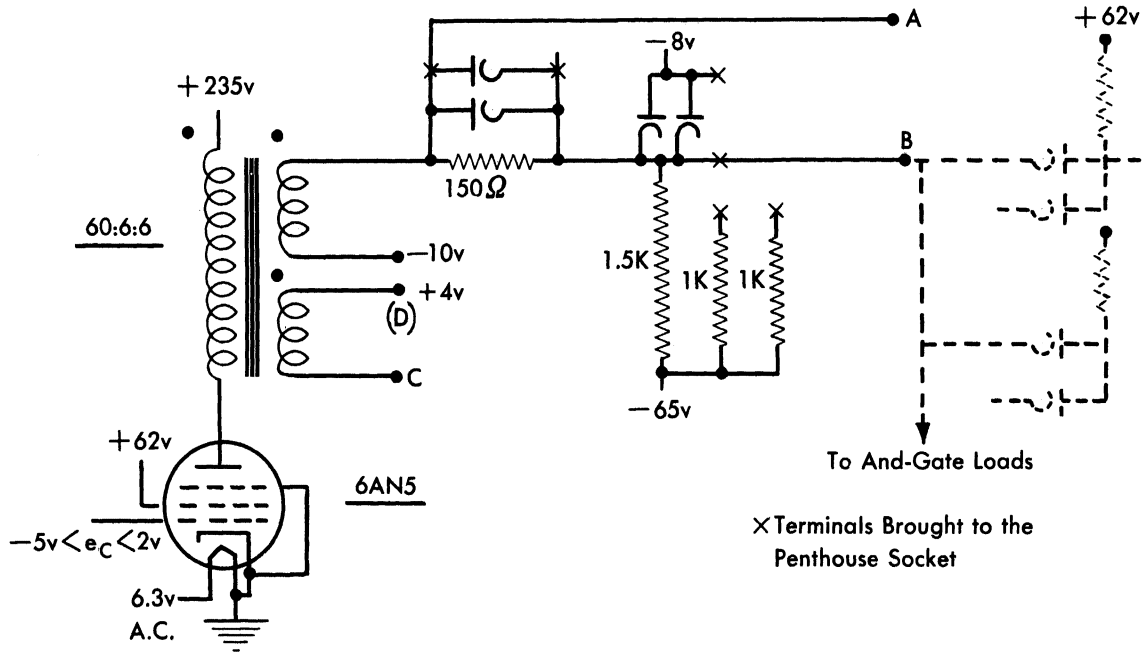 A
+62v
−8v
+235v
B
150Ω
60:6:6
−10v
1.5K
1K
1K
+4v
(D)
C
−65v
+62v
To And-Gate Loads
6AN5
−5v<eC<2v
×Terminals Brought to the
Penthouse Socket
6.3v
A.C.